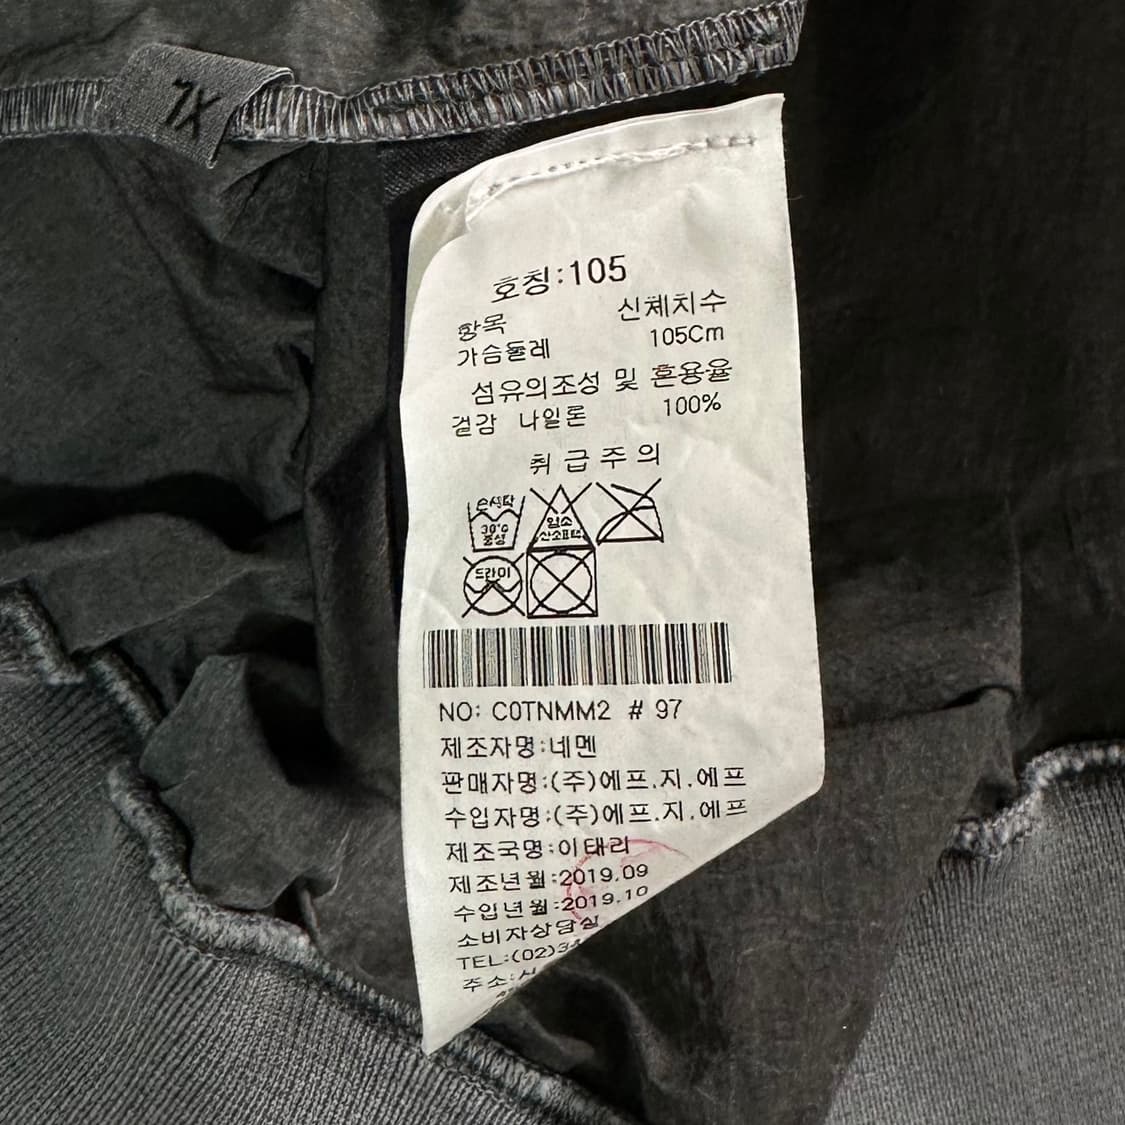 호칭:105
항목 신체치수
가슴둘레 105Cm
섬유의조성 및 혼용율
겉감 나일론 100%
취급주의
손세탁
30°C
중성
염소
산소표백
드라이
NO: C0TNMM2 # 97
제조자명:네멘
판매자명:(주)에프.지.에프
수입자명:(주)에프.지.에프
제조국명:이태리
제조년월:2019.09
수입년월:2019.10
소비자상담실
TEL:(02)34
주소: